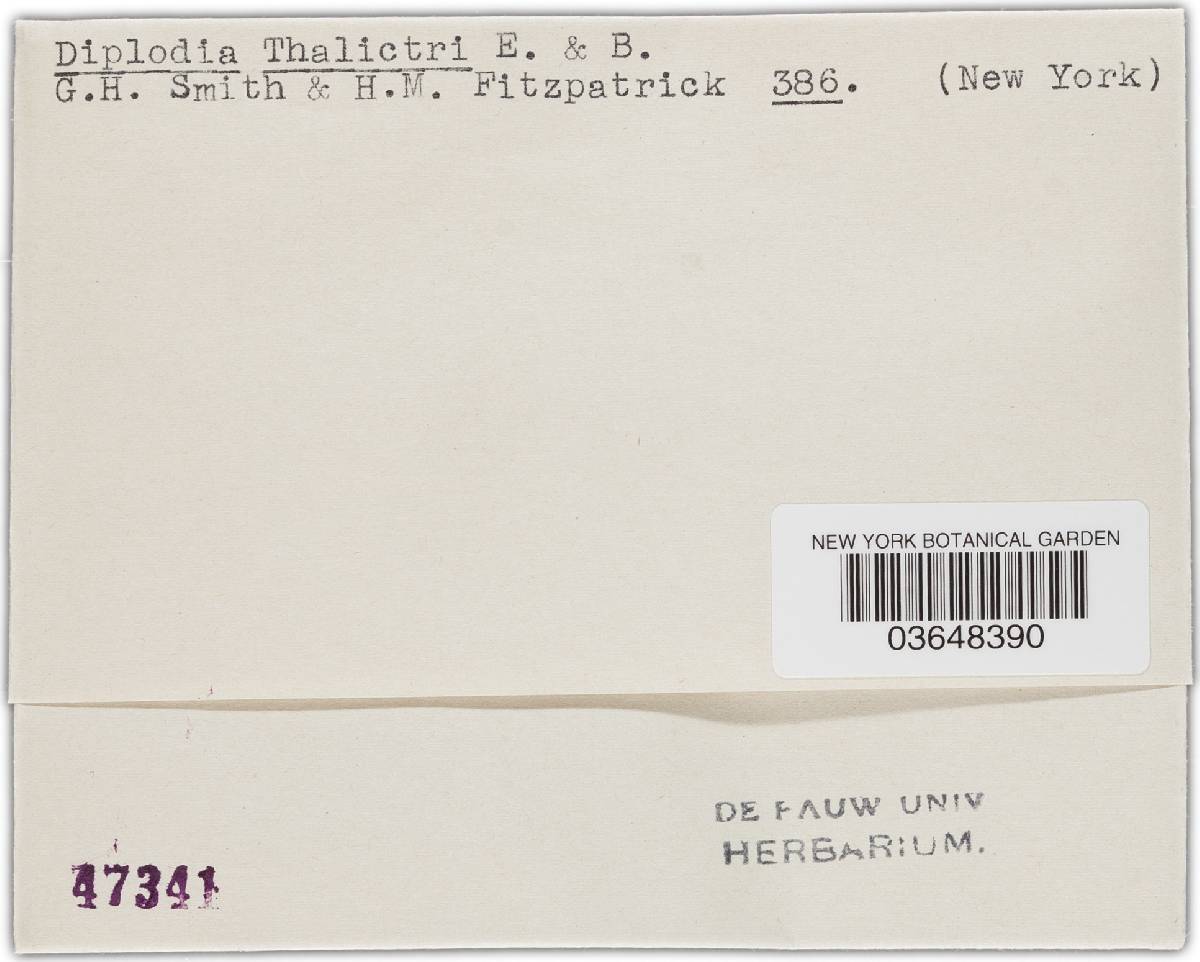 Diplodia Thalictri E. & B.
G.H. Smith & H.M. Fitzpatrick 386. (New York)
NEW YORK BOTANICAL GARDEN
03648390
DE PAUW UNIV
HERBARIUM.
47341